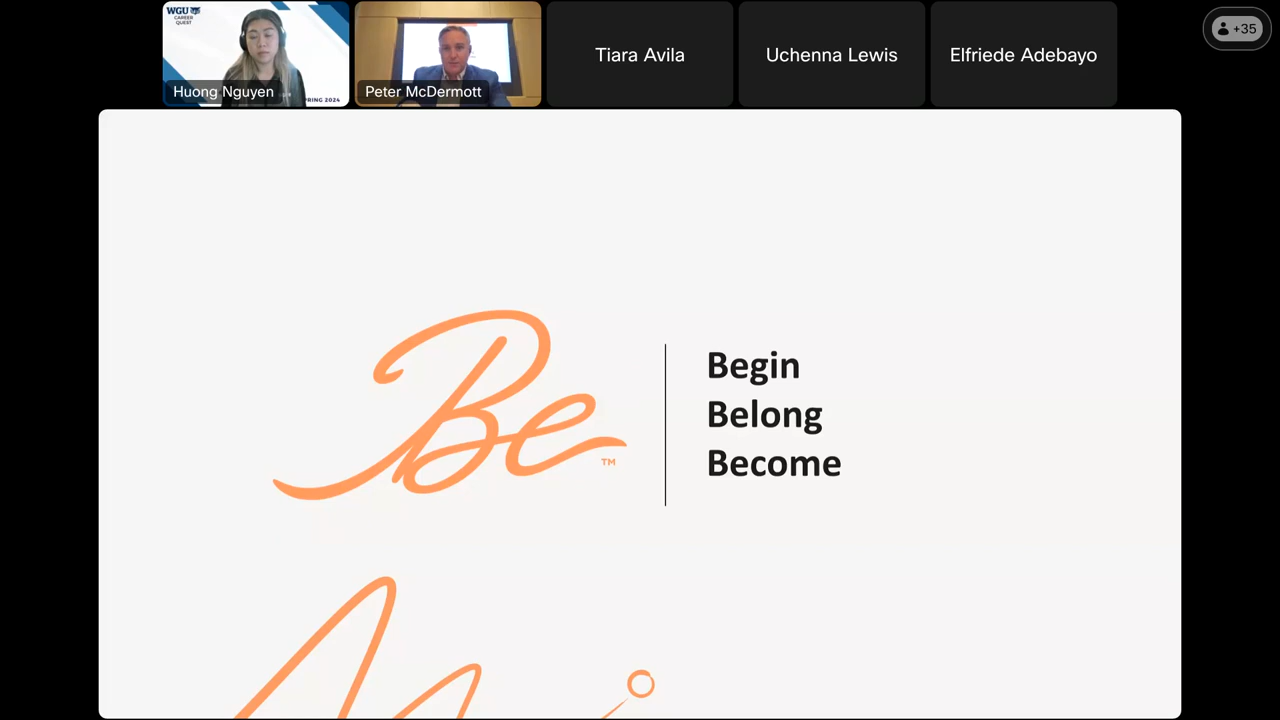 WGU
CAREER
QUEST
RING 2024
Huong Nguyen
Peter McDermott
Tiara Avila
Uchenna Lewis
Elfriede Adebayo
+35
Be
TM
Begin
Belong
Become